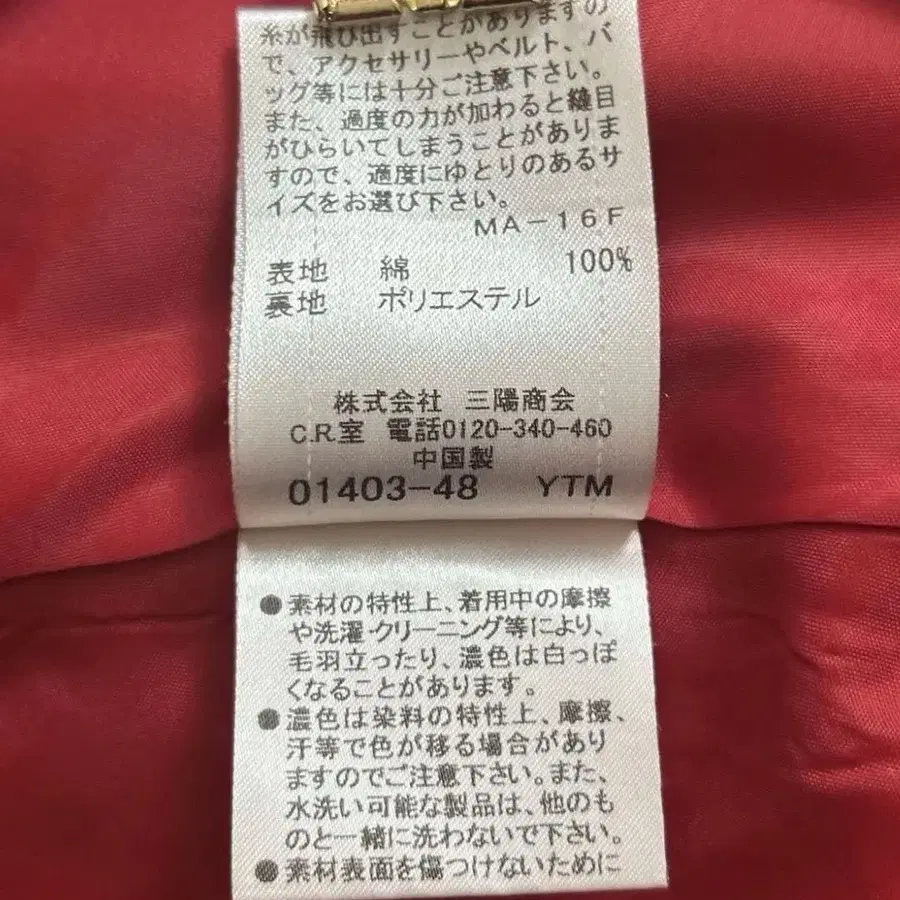 糸が飛び出すことがありますの
で、アクセサリーやベルト、バ
ッグ等には十分ご注意下さい。
また、過度の力が加わると縫目
がひらいてしまうことがありま
すので、適度にゆとりのあるサ
イズをお選び下さい。
MA-16F
表地 綿 100%
裏地 ポリエステル
株式会社 三陽商会
C.R.室 電話0120-340-460
中国製
01403-48 YTM
●素材の特性上、着用中の摩擦
や洗濯・クリーニング等により、
毛羽立ったり、濃色は白っぽ
くなることがあります。
●濃色は染料の特性上、摩擦、
汗等で色が移る場合があり
ますのでご注意下さい。また、
水洗い可能な製品は、他のも
のと一緒に洗わないで下さい。
●素材表面を傷つけないために